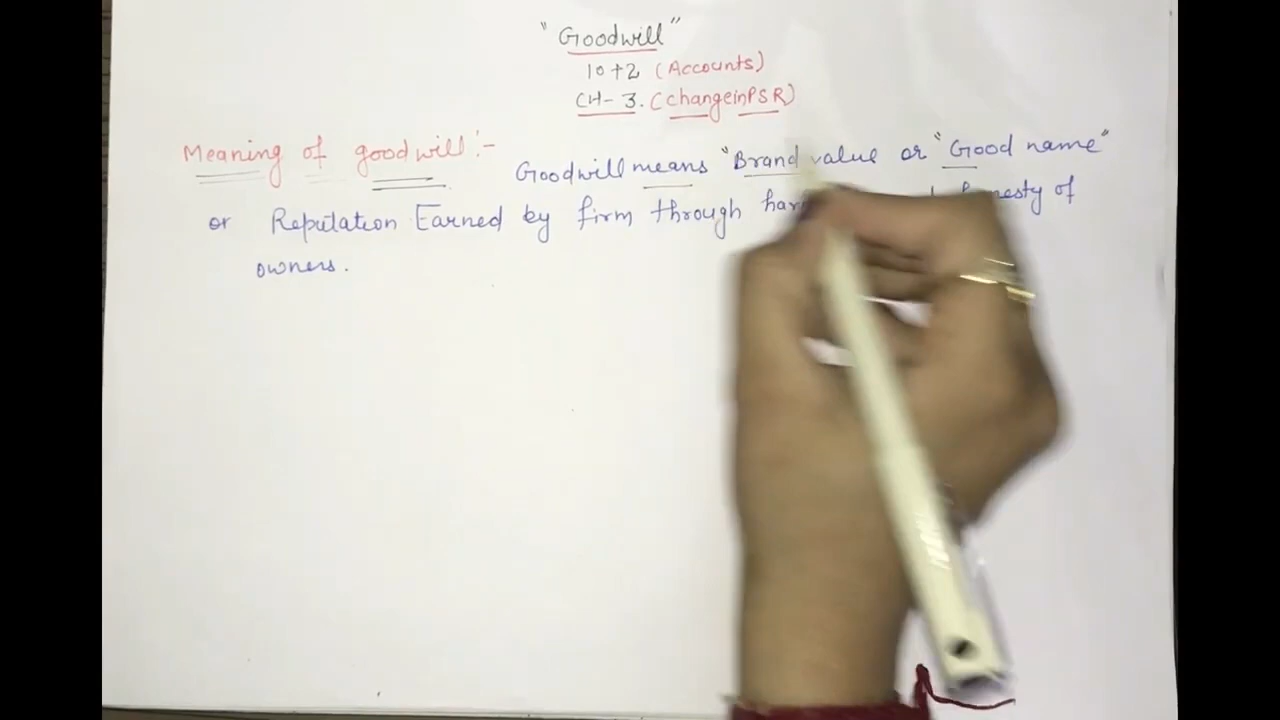 "Goodwill"
10+2 (Accounts)
CH-3. (Change in PSR)
Meaning of goodwill:- Goodwill means "Brand value or "Good name"
or Reputation Earned by firm through of
owners.